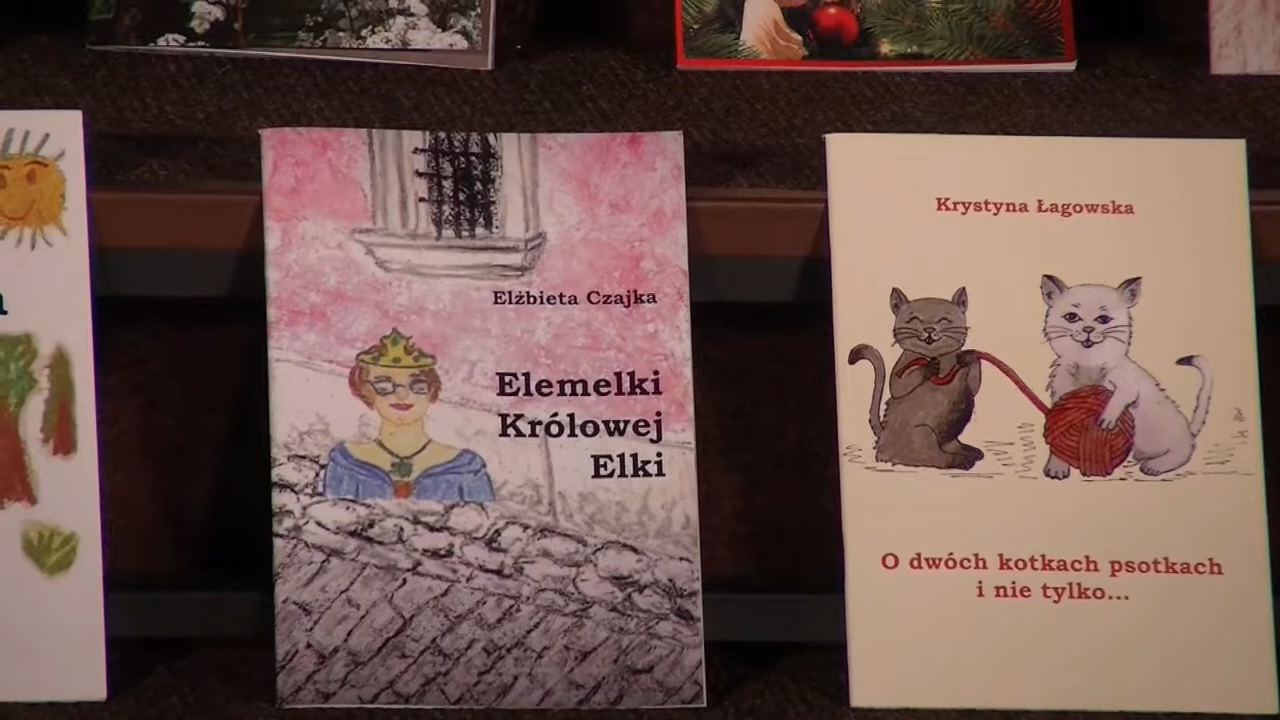 Elżbieta Czajka
Elemelki
Królowej
Elki
Krystyna Łagowska
O dwóch kotkach psotkach
i nie tylko...